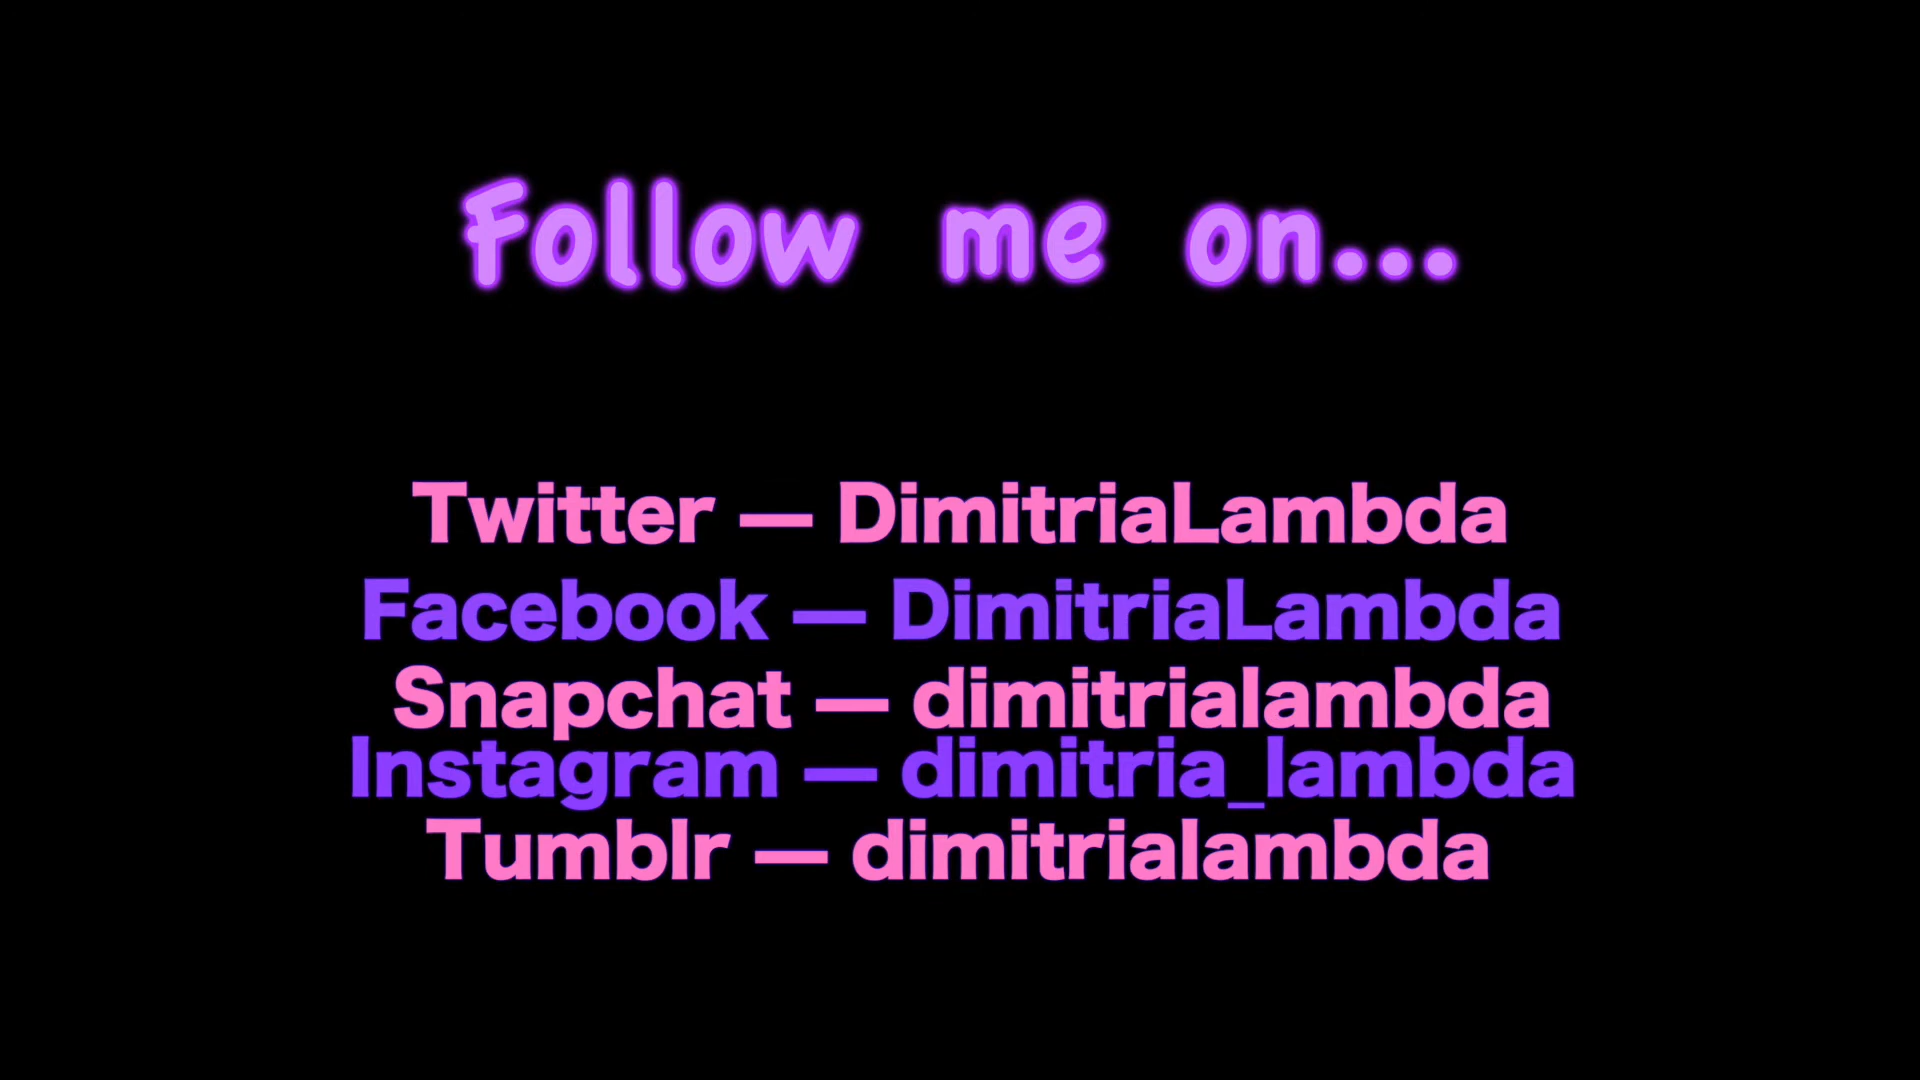 Follow me on...
Twitter — DimitriaLambda
Facebook — DimitriaLambda
Snapchat — dimitrialambda
Instagram — dimitria_lambda
Tumblr — dimitrialambda